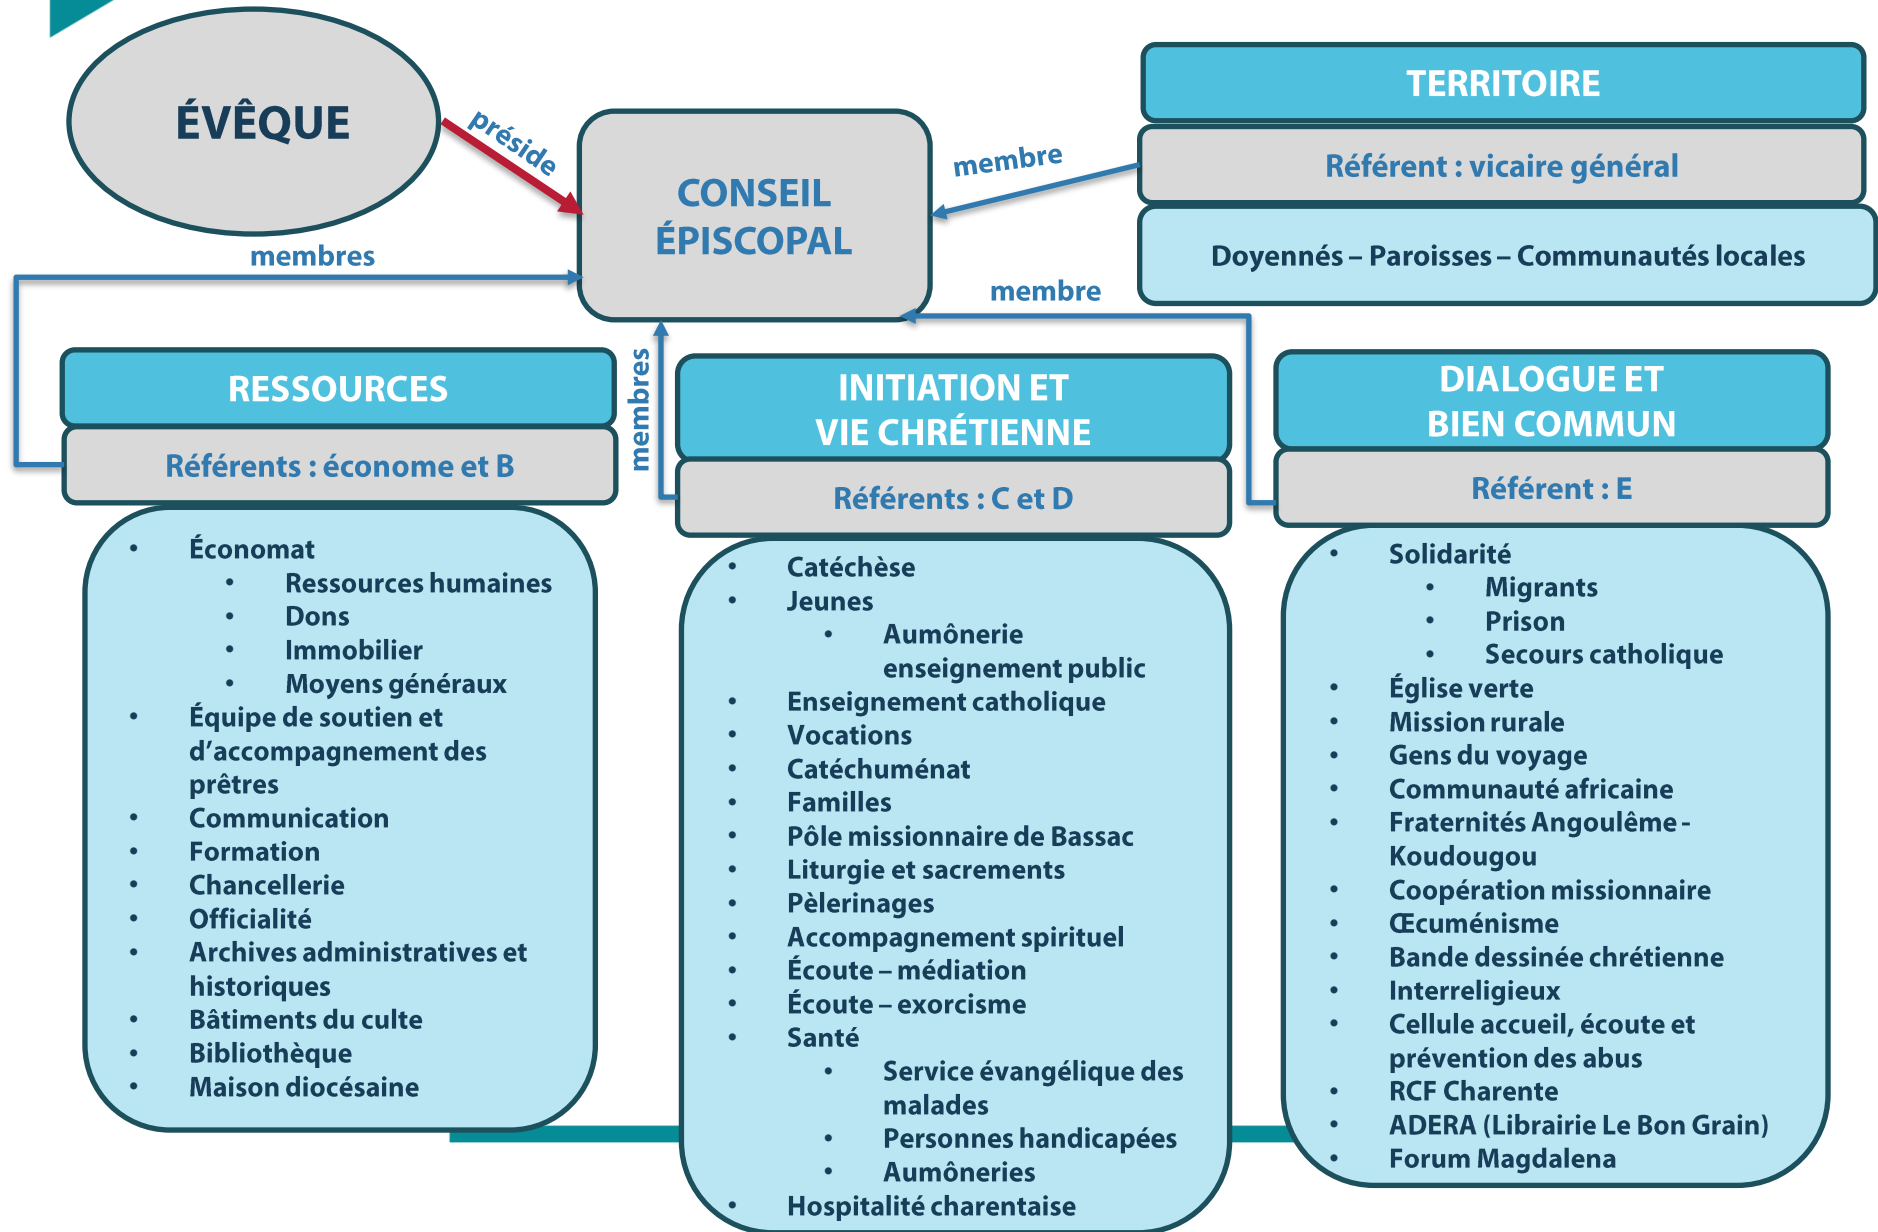 ÉVÊQUE
préside
CONSEIL
ÉPISCOPAL
membre
TERRITOIRE
Référent : vicaire général
Doyennés – Paroisses – Communautés locales
membres
membres
membre
RESSOURCES
Référents : économe et B
• Économat
• Ressources humaines
• Dons
• Immobilier
• Moyens généraux
• Équipe de soutien et
d’accompagnement des
prêtres
• Communication
• Formation
• Chancellerie
• Officialité
• Archives administratives et
historiques
• Bâtiments du culte
• Bibliothèque
• Maison diocésaine
INITIATION ET
VIE CHRÉTIENNE
Référents : C et D
• Catéchèse
• Jeunes
• Aumônerie
enseignement public
• Enseignement catholique
• Vocations
• Catéchuménat
• Familles
• Pôle missionnaire de Bassac
• Liturgie et sacrements
• Pèlerinages
• Accompagnement spirituel
• Écoute – médiation
• Écoute – exorcisme
• Santé
• Service évangélique des
malades
• Personnes handicapées
• Aumôneries
• Hospitalité charentaise
DIALOGUE ET
BIEN COMMUN
Référent : E
• Solidarité
• Migrants
• Prison
• Secours catholique
• Église verte
• Mission rurale
• Gens du voyage
• Communauté africaine
• Fraternités Angoulême -
Koudougou
• Coopération missionnaire
• Œcuménisme
• Bande dessinée chrétienne
• Interreligieux
• Cellule accueil, écoute et
prévention des abus
• RCF Charente
• ADERA (Librairie Le Bon Grain)
• Forum Magdalena